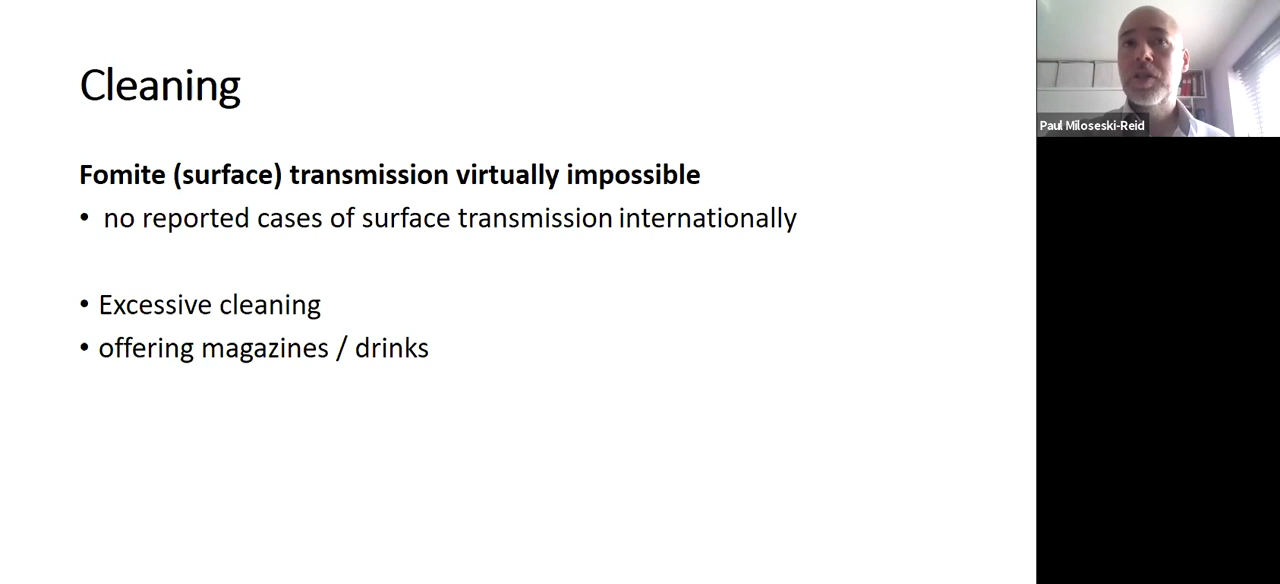 Cleaning
Fomite (surface) transmission virtually impossible
• no reported cases of surface transmission internationally
• Excessive cleaning
• offering magazines / drinks
Paul Miloseski-Reid